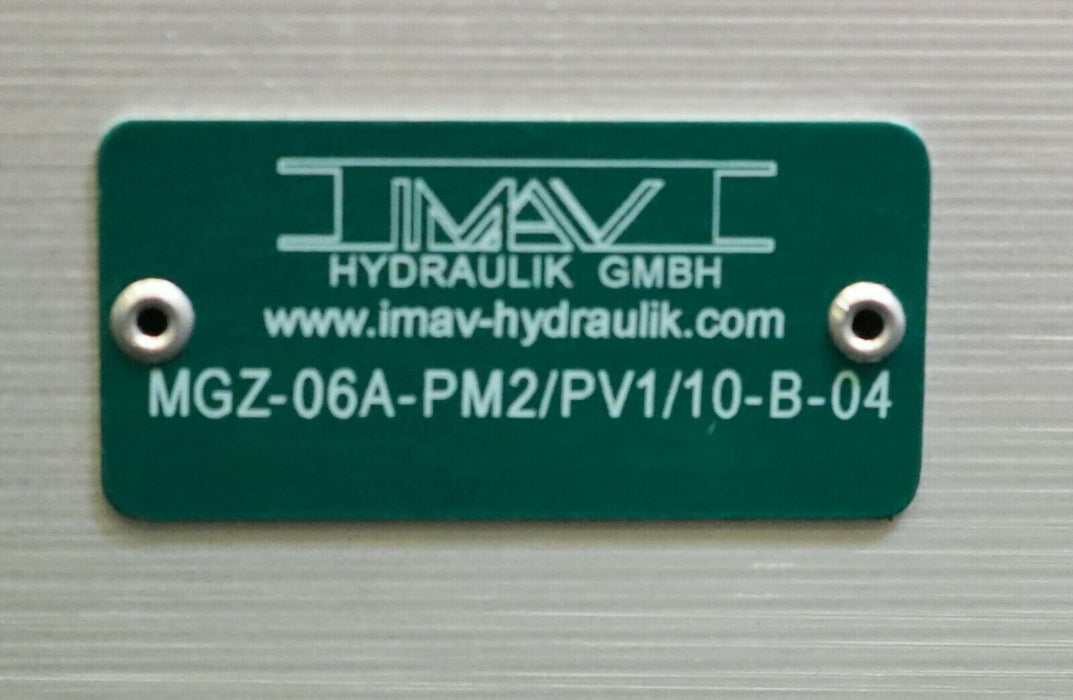 IMAV
HYDRAULIK GMBH
www.imav-hydraulik.com
MGZ-06A-PM2/PV1/10-B-04